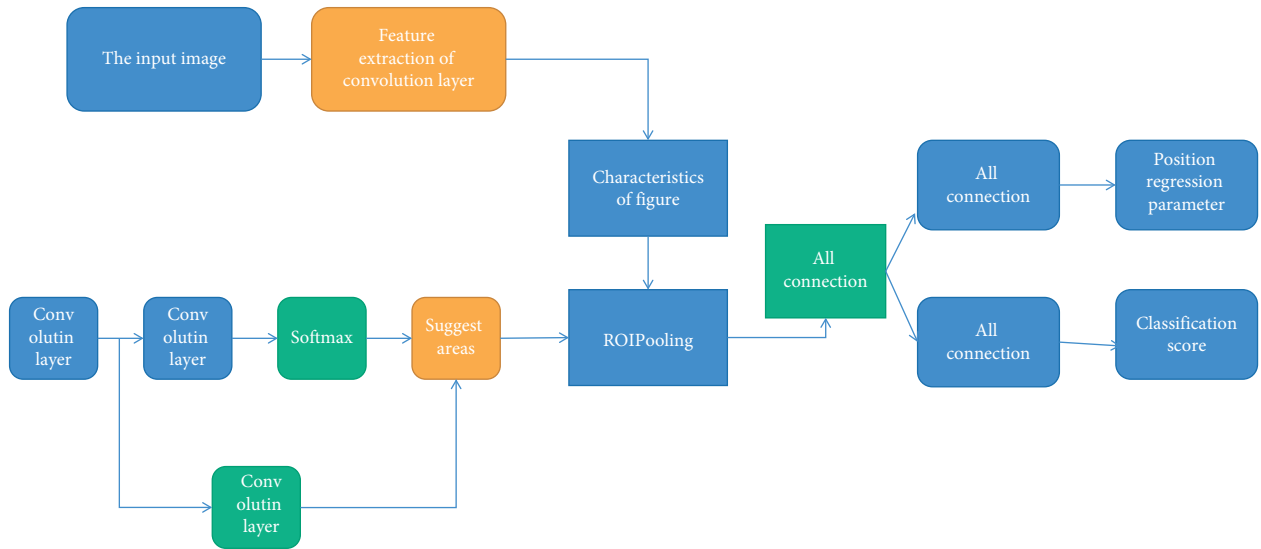 The input image
Feature
extraction of
convolution layer
Characteristics
of figure
All
connection
Position
regression
parameter
All
connection
Conv
olutin
layer
Conv
olutin
layer
Softmax
Suggest
areas
ROIPooling
All
connection
Classification
score
Conv
olutin
layer